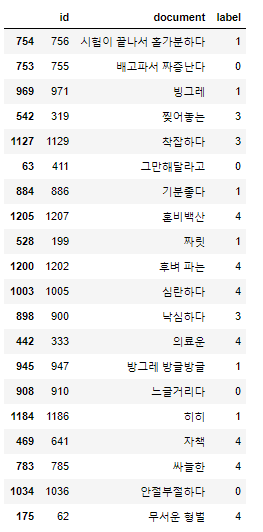 id document label
754 756 시험이 끝나서 홀가분하다 1
753 755 배고파서 짜증난다 0
969 971 빙그레 1
542 319 찢어놓는 3
1127 1129 착잡하다 3
63 411 그만해달라고 0
884 886 기분좋다 1
1205 1207 혼비백산 4
528 199 짜릿 1
1200 1202 후벼 파는 4
1003 1005 심란하다 4
898 900 낙심하다 3
442 333 의료운 4
945 947 방그레 방글방글 1
908 910 느글거리다 0
1184 1186 히히 1
469 641 자책 4
783 785 싸늘한 4
1034 1036 안절부절하다 0
175 62 무서운 형벌 4